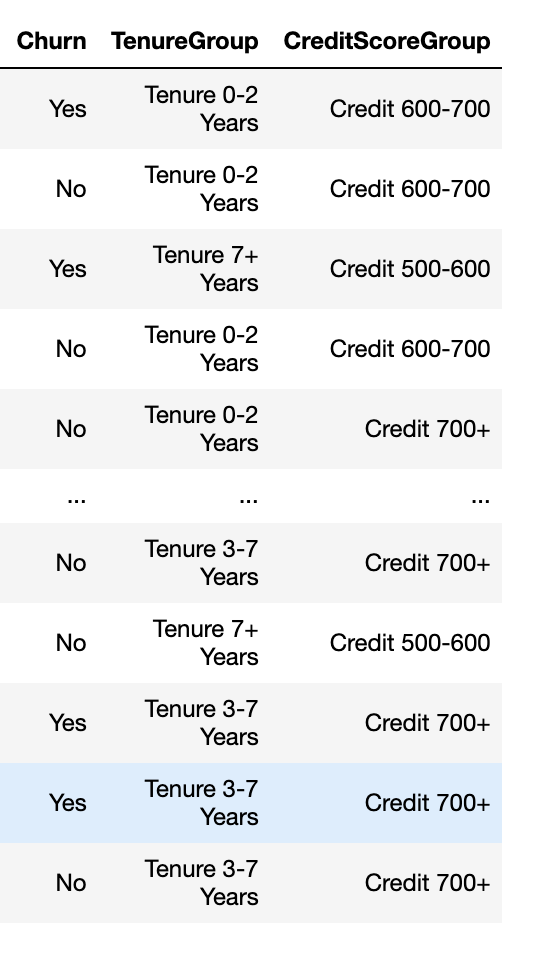 Churn TenureGroup CreditScoreGroup
Yes Tenure 0-2 Years Credit 600-700
No Tenure 0-2 Years Credit 600-700
Yes Tenure 7+ Years Credit 500-600
No Tenure 0-2 Years Credit 600-700
No Tenure 0-2 Years Credit 700+
... ... ...
No Tenure 3-7 Years Credit 700+
No Tenure 7+ Years Credit 500-600
Yes Tenure 3-7 Years Credit 700+
Yes Tenure 3-7 Years Credit 700+
No Tenure 3-7 Years Credit 700+